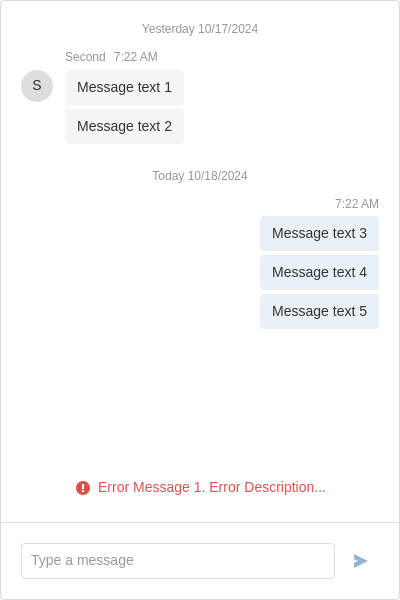 Yesterday 10/17/2024
Second 7:22 AM
S
Message text 1
Message text 2
Today 10/18/2024
7:22 AM
Message text 3
Message text 4
Message text 5
Error Message 1. Error Description...
Type a message